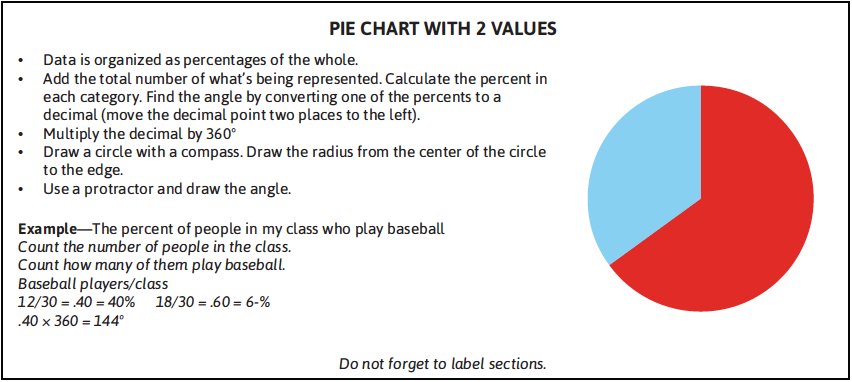 PIE CHART WITH 2 VALUES
• Data is organized as percentages of the whole.
• Add the total number of what's being represented. Calculate the percent in
each category. Find the angle by converting one of the percents to a
decimal (move the decimal point two places to the left).
• Multiply the decimal by 360°
• Draw a circle with a compass. Draw the radius from the center of the circle
to the edge.
• Use a protractor and draw the angle.
Example—The percent of people in my class who play baseball
Count the number of people in the class.
Count how many of them play baseball.
Baseball players/class
12/30 = .40 = 40% 18/30 = .60 = 6-%
.40 × 360 = 144°
Do not forget to label sections.